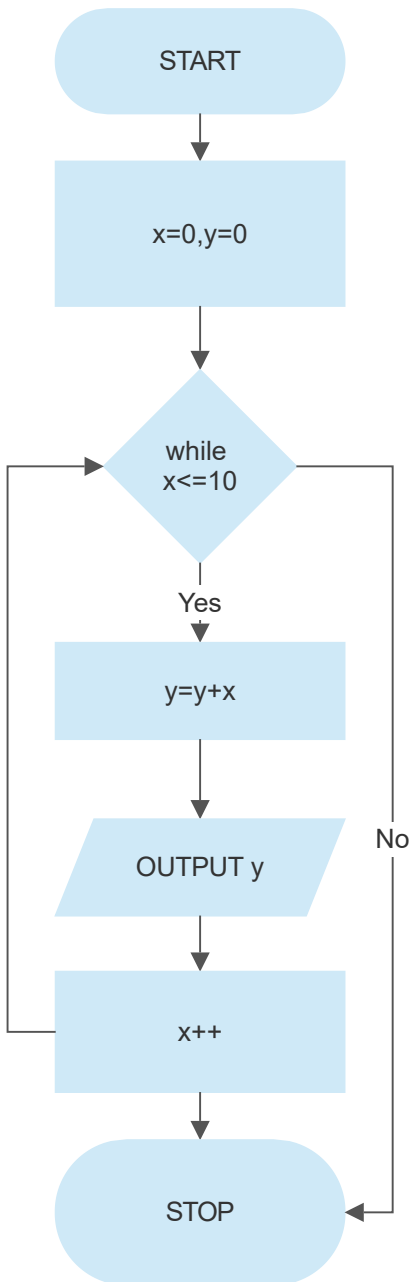 START
x=0,y=0
while
x<=10
Yes
y=y+x
No
OUTPUT y
x++
STOP